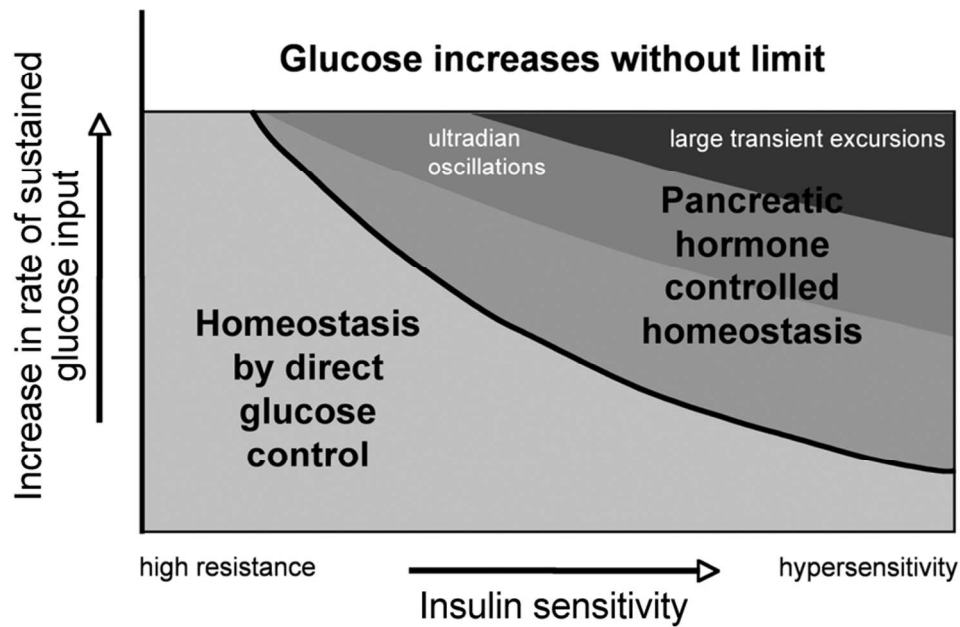 Glucose increases without limit
Increase in rate of sustained
glucose input
ultradian
oscillations
large transient excursions
Pancreatic
hormone
controlled
homeostasis
Homeostasis
by direct
glucose
control
high resistance
hypersensitivity
Insulin sensitivity